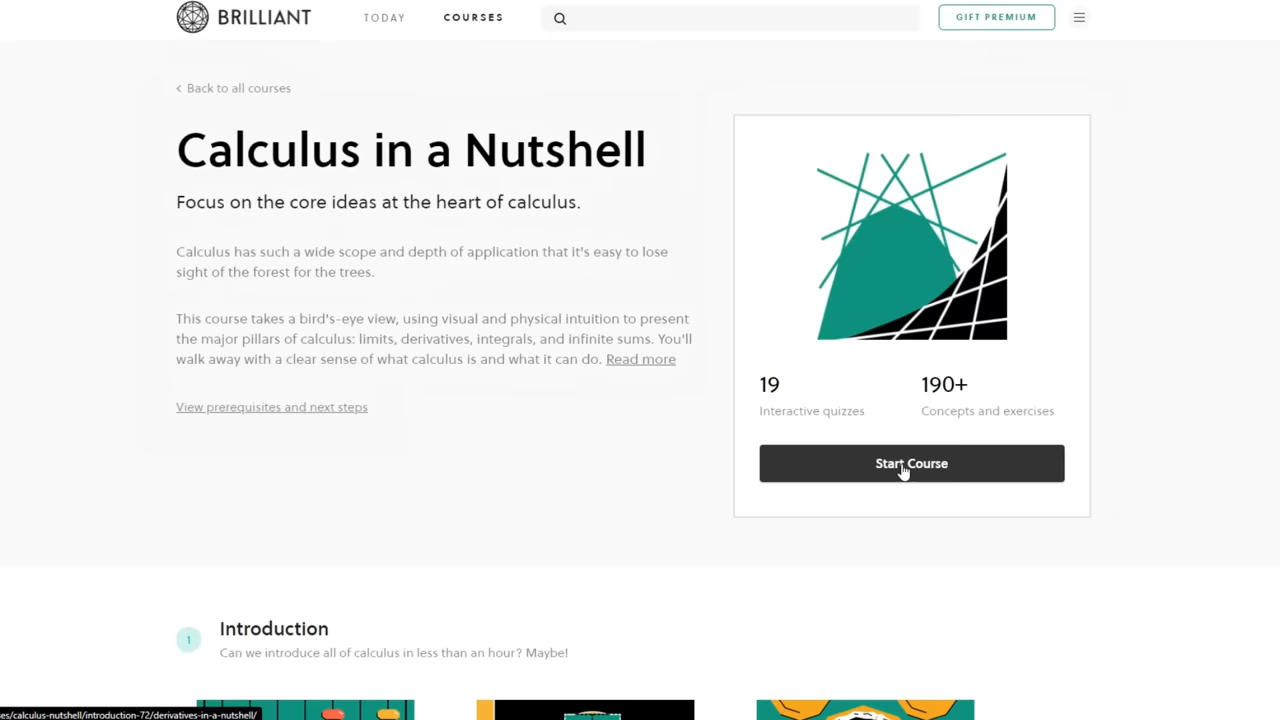 BRILLIANT
TODAY
COURSES
GIFT PREMIUM
< Back to all courses
Calculus in a Nutshell
Focus on the core ideas at the heart of calculus.
Calculus has such a wide scope and depth of application that it's easy to lose
sight of the forest for the trees.
This course takes a bird's-eye view, using visual and physical intuition to present
the major pillars of calculus: limits, derivatives, integrals, and infinite sums. You'll
walk away with a clear sense of what calculus is and what it can do. Read more
View prerequisites and next steps
19
Interactive quizzes
190+
Concepts and exercises
Start Course
1
Introduction
Can we introduce all of calculus in less than an hour? Maybe!
es/calculus-nutshell/introduction-72/derivatives-in-a-nutshell/